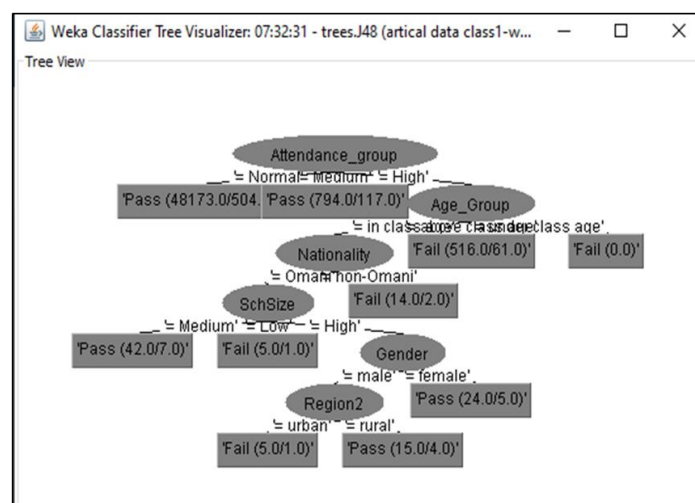 Weka Classifier Tree Visualizer: 07:32:31 - trees.J48 (artical data class1-w...
Tree View
Attendance_group
'= Normal '= Medium' '= High'
'Pass (48173.0/504. 'Pass (794.0/117.0)' Age_Group
'= in class class age'
Nationality 'Fail (516.0/61.0)' 'Fail (0.0)'
'= Omani non-Omani'
SchSize 'Fail (14.0/2.0)'
'= Medium' '= Low' '= High'
'Pass (42.0/7.0)' 'Fail (5.0/1.0)' Gender
'= male' '= female'
Region2 'Pass (24.0/5.0)'
'= urban' '= rural'
'Fail (5.0/1.0)' 'Pass (15.0/4.0)'